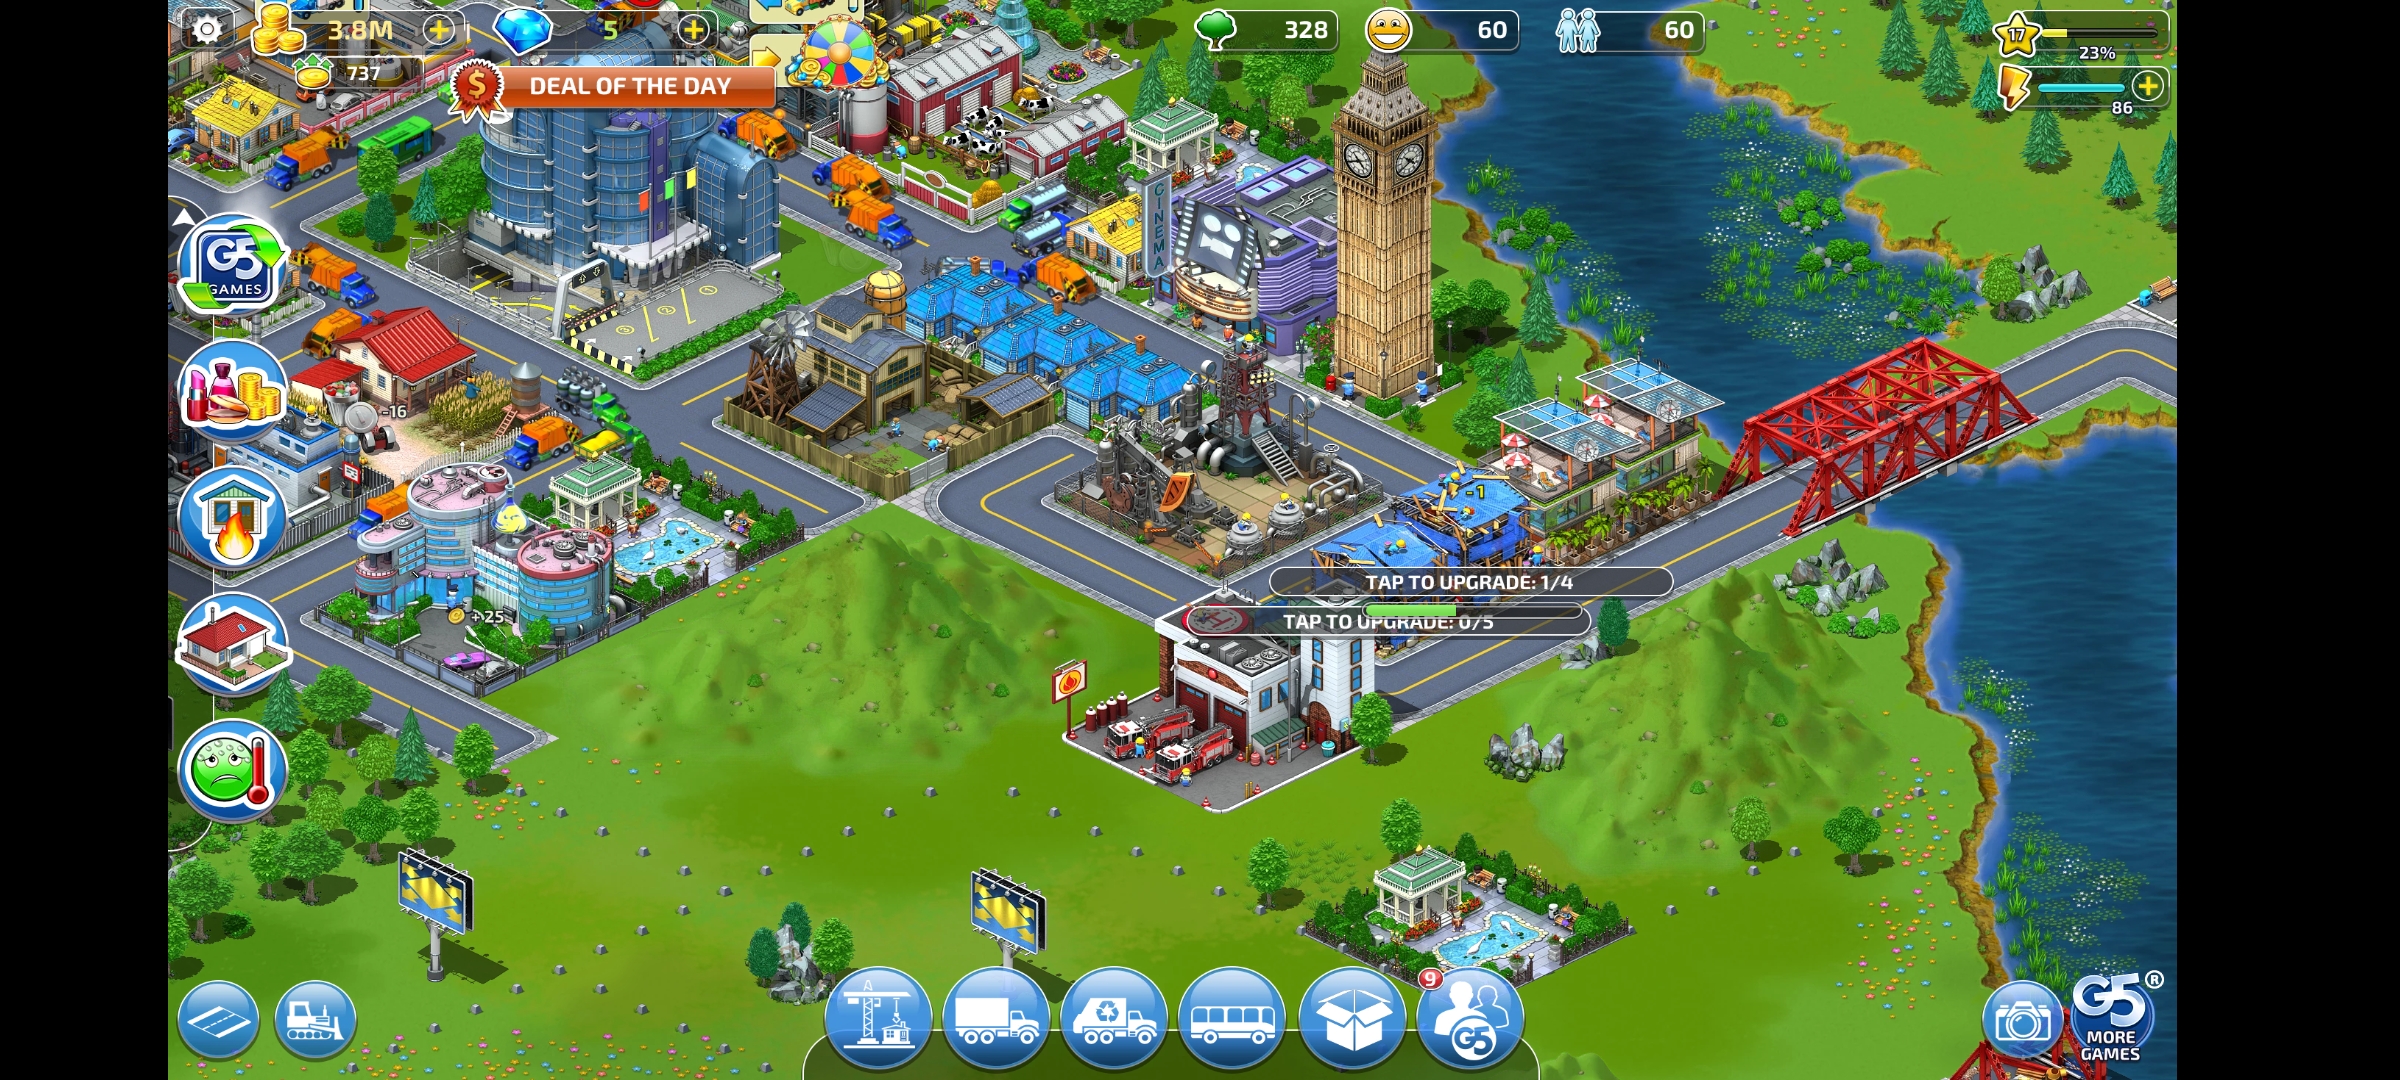 3.8M
5
328
60
60
17
23%
737
DEAL OF THE DAY
86
CINEMA
G5
GAMES
-16
-1
TAP TO UPGRADE: 1/4
+25
TAP TO UPGRADE: 0/5
9
G5
G5®
MORE
GAMES